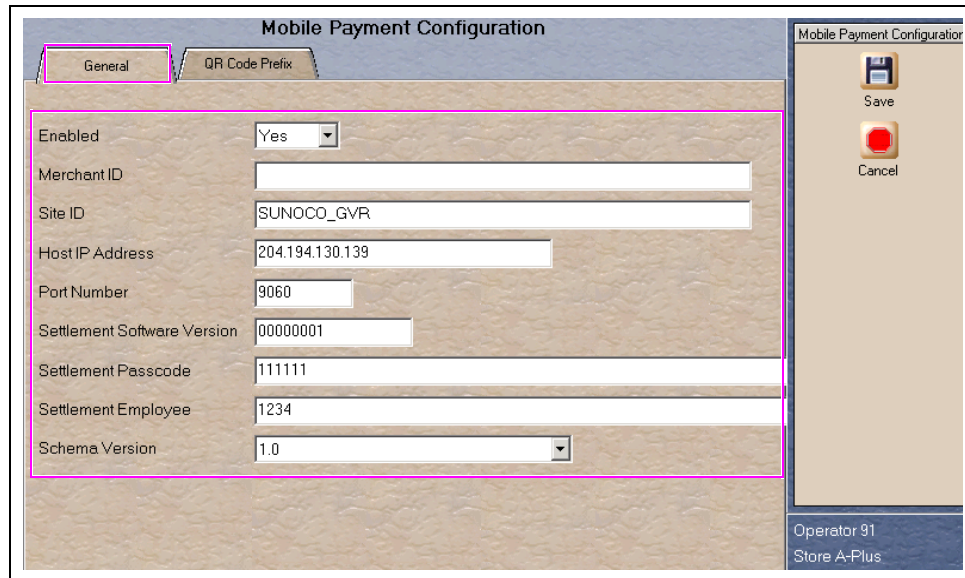 Mobile Payment Configuration
General
QR Code Prefix
Enabled
Yes
Merchant ID
Site ID
SUNOCO_GVR
Host IP Address
204.194.130.139
Port Number
9060
Settlement Software Version
00000001
Settlement Passcode
111111
Settlement Employee
1234
Schema Version
1.0
Mobile Payment Configuration
Save
Cancel
Operator 91
Store A-Plus